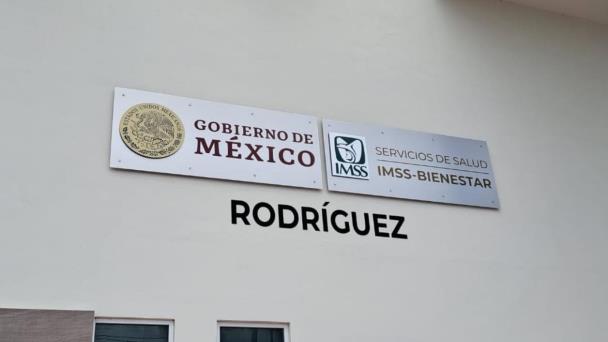 ESTADOS UNIDOS MEXICANOS
GOBIERNO DE
MÉXICO
IMSS
SERVICIOS DE SALUD
IMSS-BIENESTAR
RODRÍGUEZ